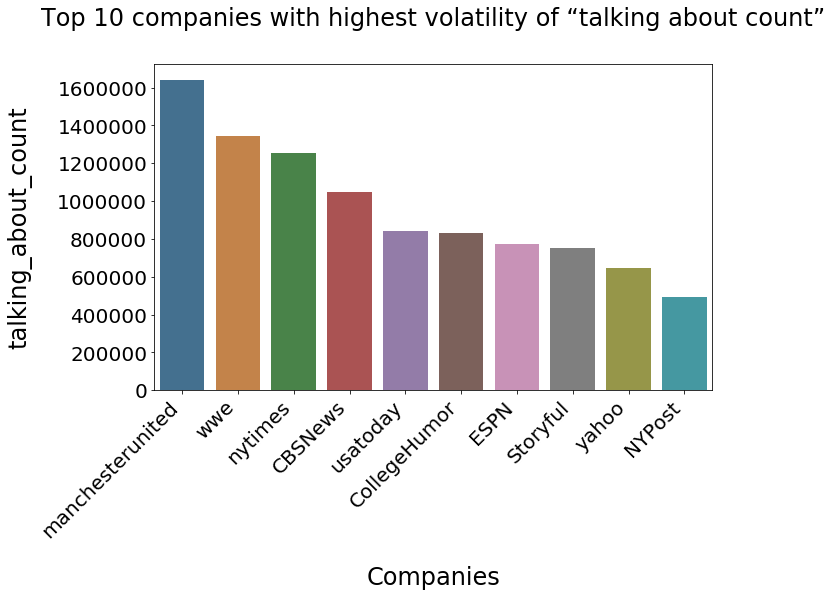 Top 10 companies with highest volatility of “talking about count”
talking_about_count
1600000
1400000
1200000
1000000
800000
600000
400000
200000
0
manchesterunited
wwe
nytimes
CBSNews
usatoday
CollegeHumor
ESPN
Storyful
yahoo
NYPost
Companies